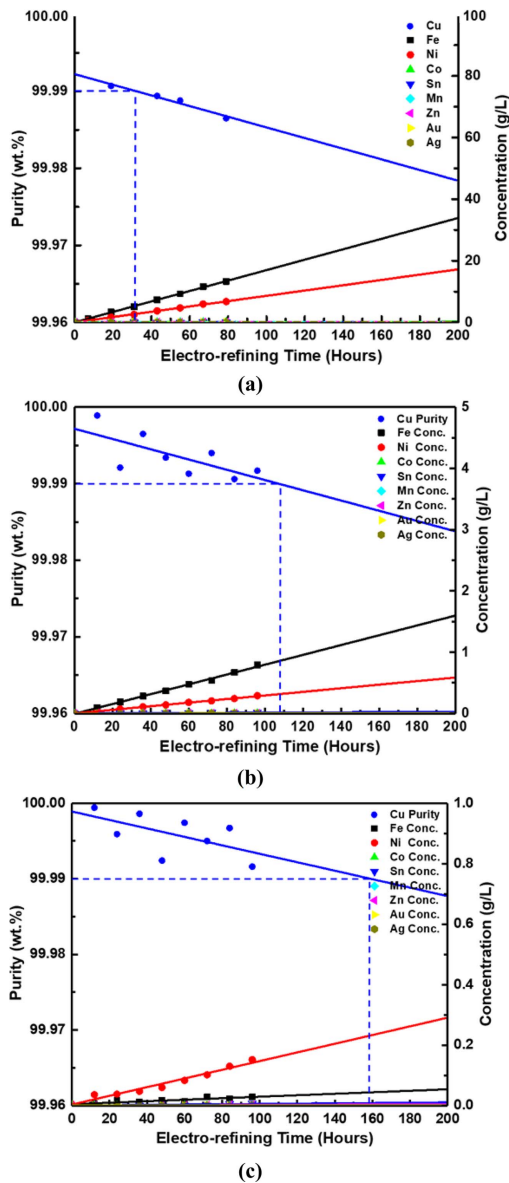 100.00
99.99
99.98
99.97
99.96
Purity (wt.%)
100
80
60
40
20
0
Concentration (g/L)
Cu
Fe
Ni
Co
Sn
Mn
Zn
Au
Ag
0 20 40 60 80 100 120 140 160 180 200
Electro-refining Time (Hours)
(a)
100.00
99.99
99.98
99.97
99.96
Purity (wt.%)
5
4
3
2
1
0
Concentration (g/L)
Cu Purity
Fe Conc.
Ni Conc.
Co Conc.
Sn Conc.
Mn Conc.
Zn Conc.
Au Conc.
Ag Conc.
0 20 40 60 80 100 120 140 160 180 200
Electro-refining Time (Hours)
(b)
100.00
99.99
99.98
99.97
99.96
Purity (wt.%)
1.0
0.8
0.6
0.4
0.2
0.0
Concentration (g/L)
Cu Purity
Fe Conc.
Ni Conc.
Co Conc.
Sn Conc.
Mn Conc.
Zn Conc.
Au Conc.
Ag Conc.
0 20 40 60 80 100 120 140 160 180 200
Electro-refining Time (Hours)
(c)